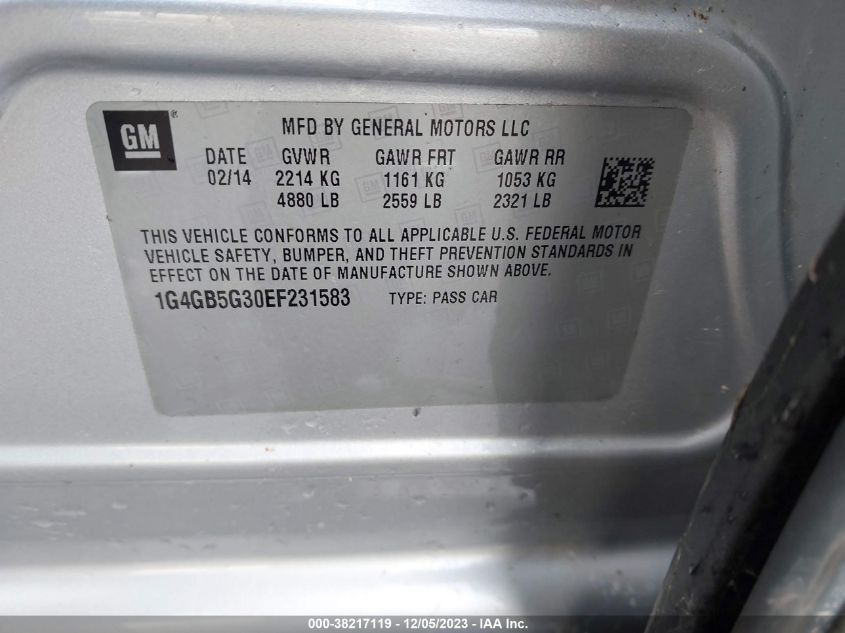 GM®
MFD BY GENERAL MOTORS LLC
DATE GVWR GAWR FRT GAWR RR
02/14 2214 KG 1161 KG 1053 KG
4880 LB 2559 LB 2321 LB
THIS VEHICLE CONFORMS TO ALL APPLICABLE U.S. FEDERAL MOTOR
VEHICLE SAFETY, BUMPER, AND THEFT PREVENTION STANDARDS IN
EFFECT ON THE DATE OF MANUFACTURE SHOWN ABOVE.
1G4GB5G30EF231583 TYPE: PASS CAR
000-38217119 - 12/05/2023 - IAA Inc.